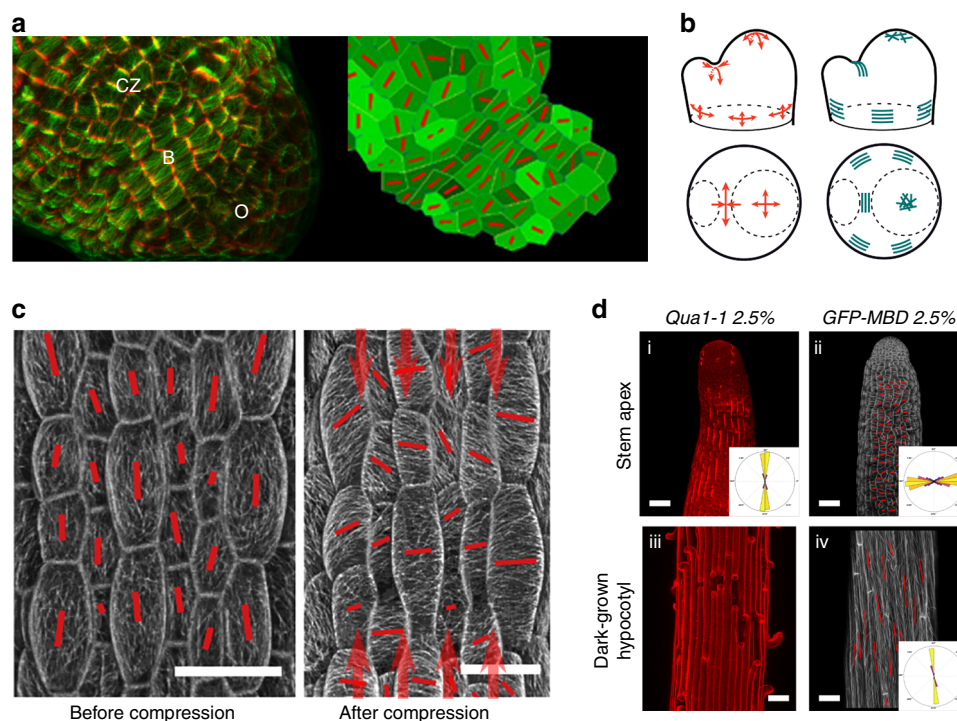 a
b
CZ
B
O
c
Before compression
After compression
d
Qua1-1 2.5%
GFP-MBD 2.5%
Stem apex
i
ii
Dark-grown
hypocotyl
iii
iv